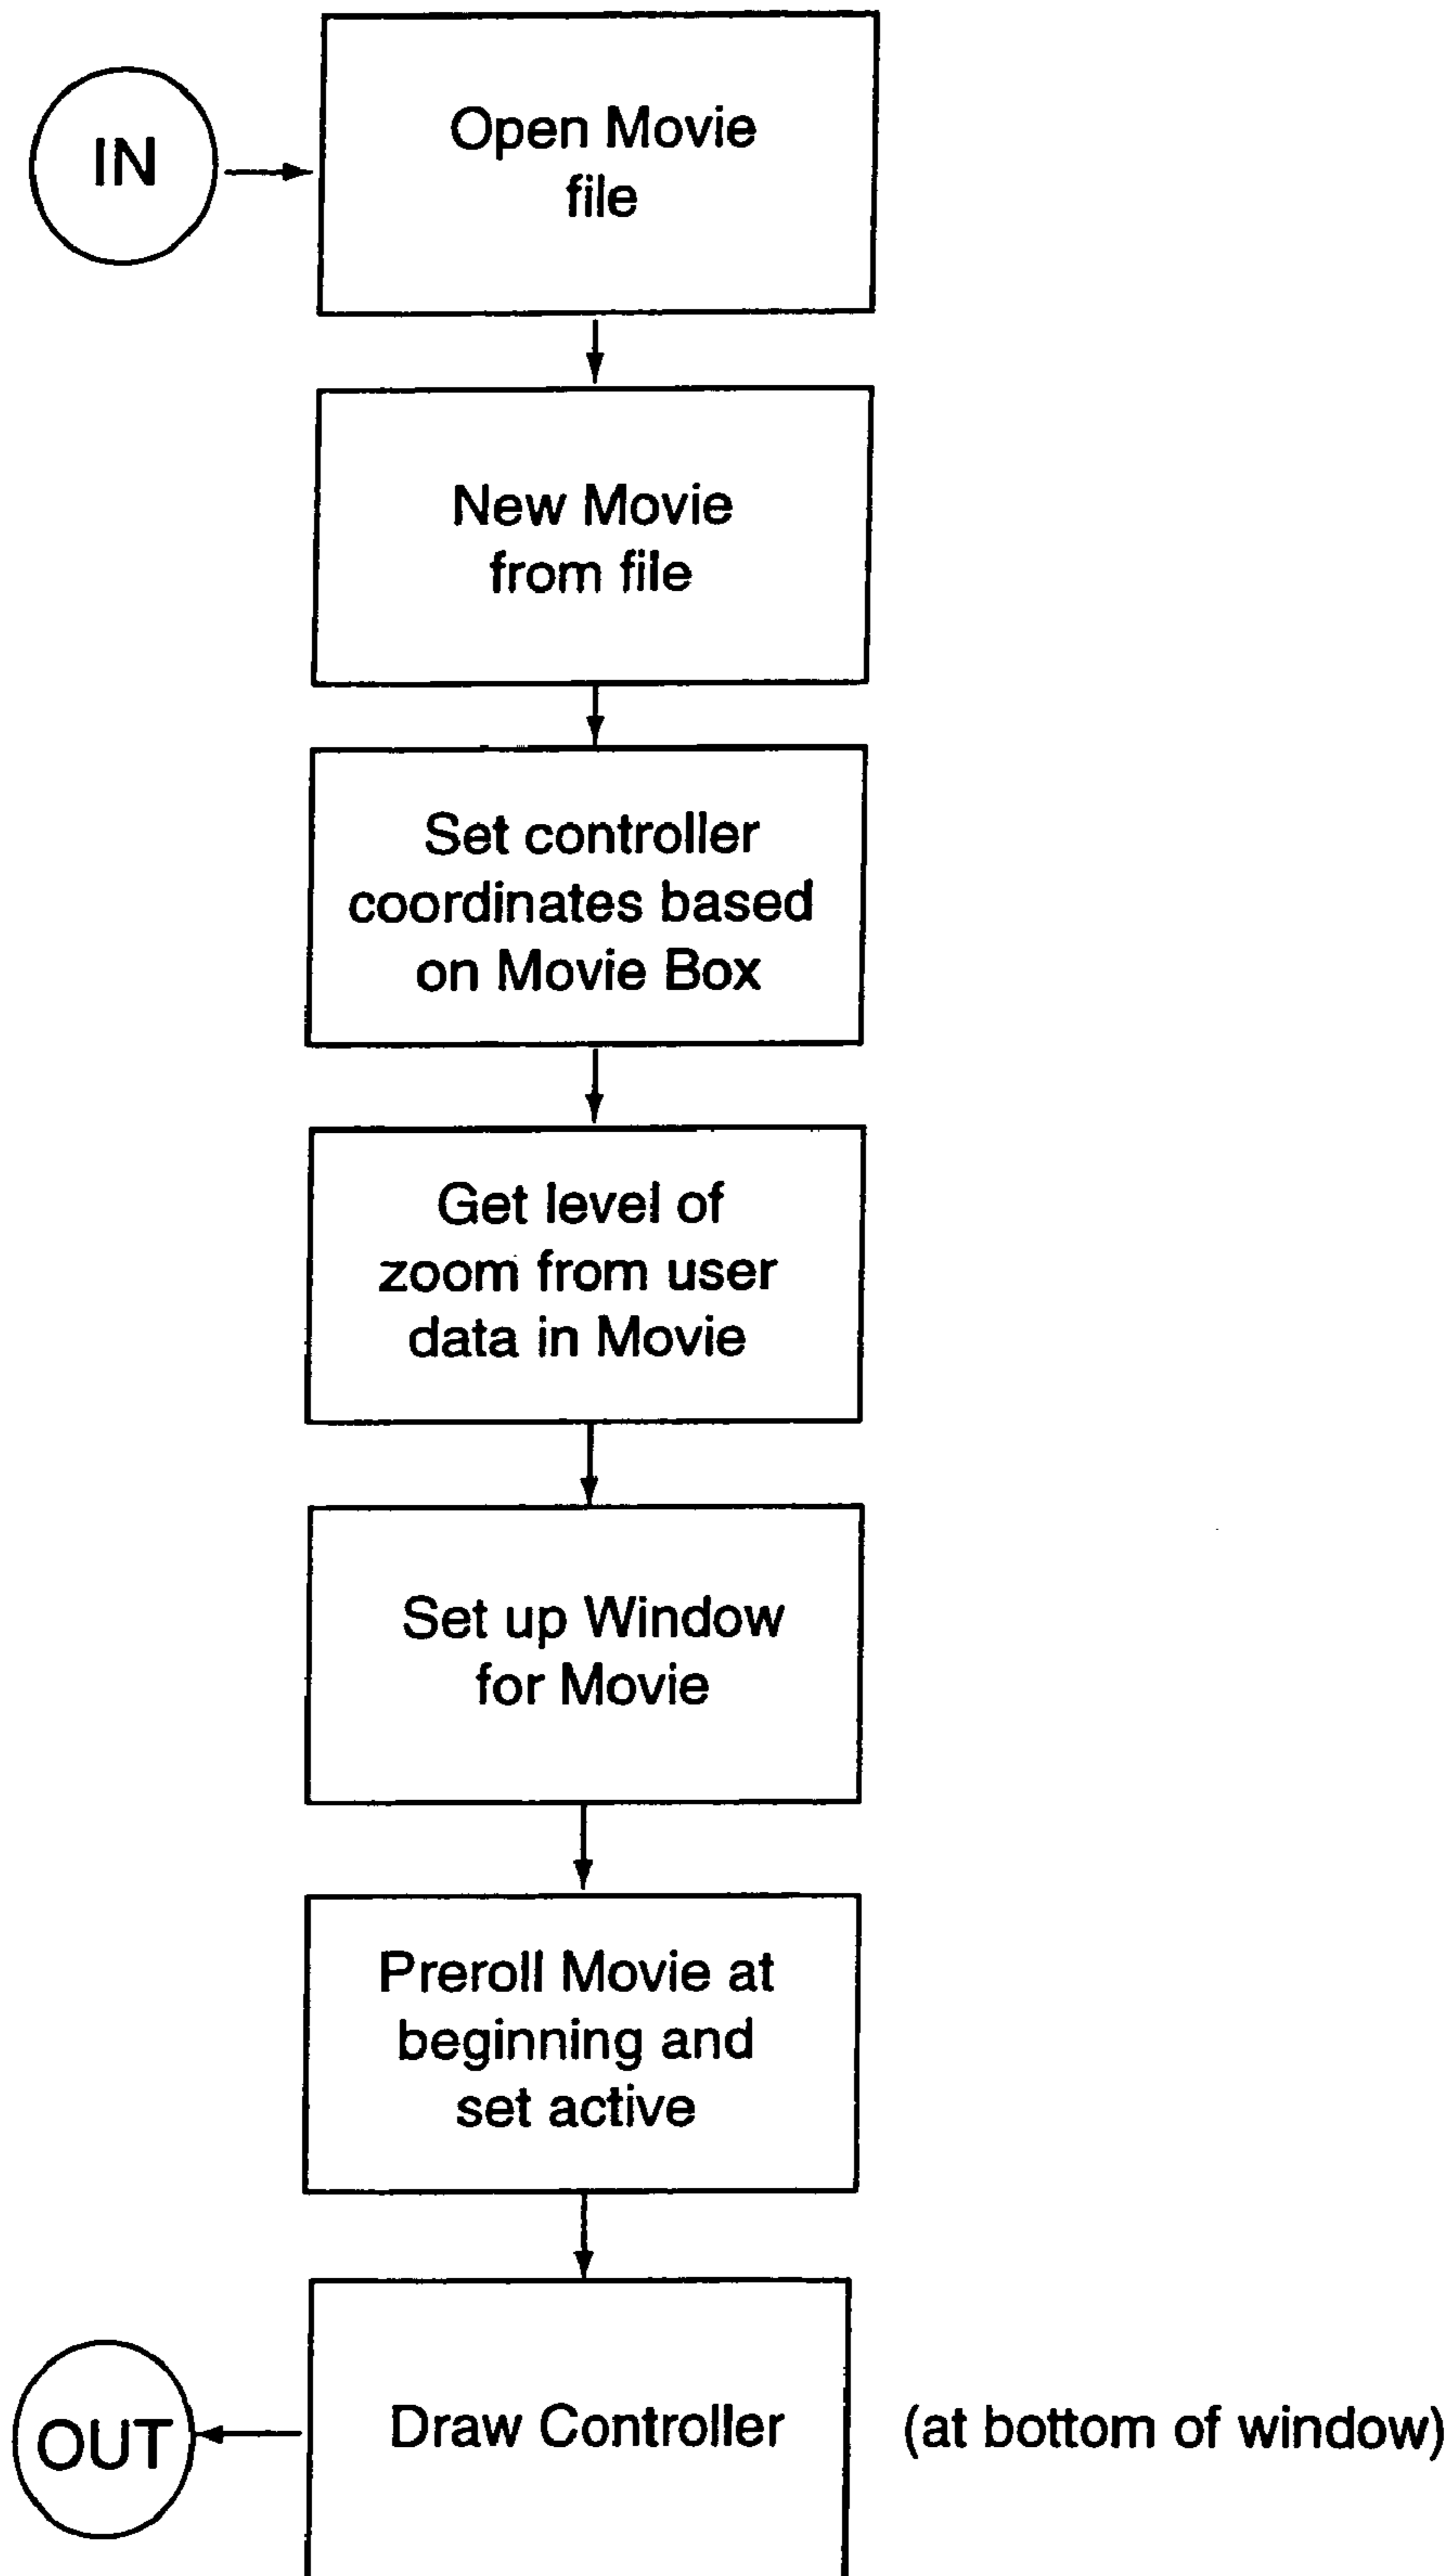 IN
Open Movie
file
New Movie
from file
Set controller
coordinates based
on Movie Box
Get level of
zoom from user
data in Movie
Set up Window
for Movie
Preroll Movie at
beginning and
set active
OUT
Draw Controller
(at bottom of window)